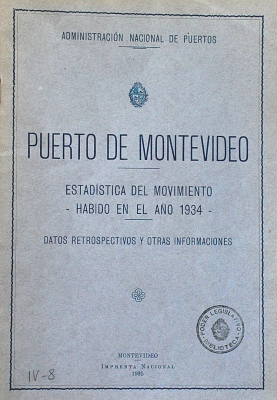 ADMINISTRACIÓN NACIONAL DE PUERTOS
PUERTO DE MONTEVIDEO
ESTADÍSTICA DEL MOVIMIENTO
- HABIDO EN EL AÑO 1934 -
DATOS RETROSPECTIVOS Y OTRAS INFORMACIONES
PODER LEGISLATIVO
BIBLIOTECA
MONTEVIDEO
IMPRENTA NACIONAL
1935
IV-8